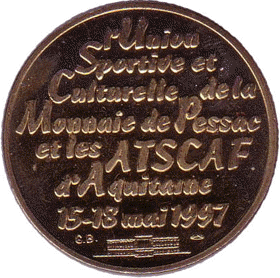 l'Union
Sportive et
Culturelle de la
Monnaie de Pessac
et les ATSCAF
d'Aquitaine
15-18 mai 1997
G.B.